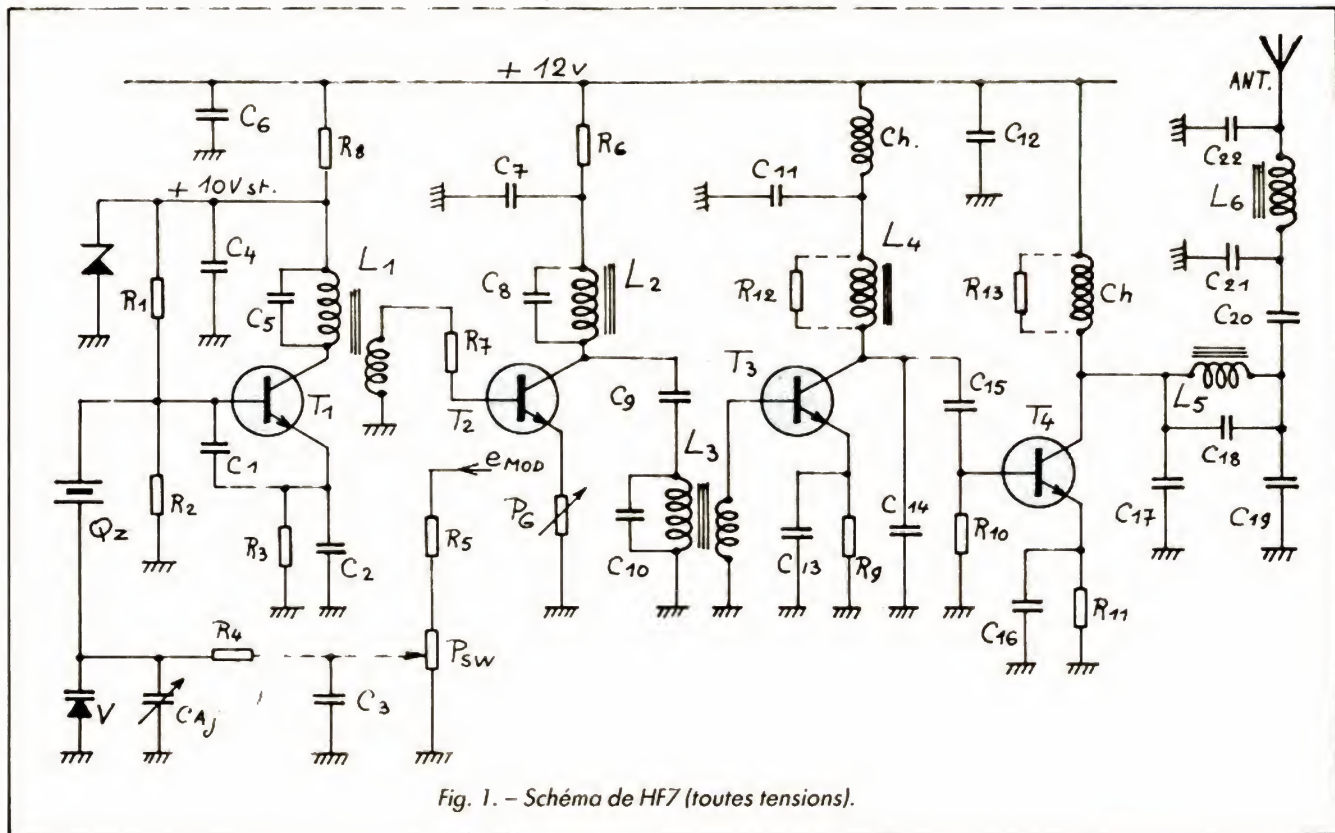 + 12v
ANT.
C6
R8
R6
Ch.
C12
C22
C7
C11
L6
+ 10V st.
C4
L1
L2
L4
C21
R1
C5
C8
R12
R13
Ch
C20
R7
T1
T2
C9
T3
C15
T4
L5
C1
eMOD
L3
C18
Qz
R2
R3
C2
R5
PG
C10
C13
R9
C14
R10
C17
C19
C16
R11
R4
PSW
V
CAj
C3
Fig. 1. – Schéma de HF7 (toutes tensions).